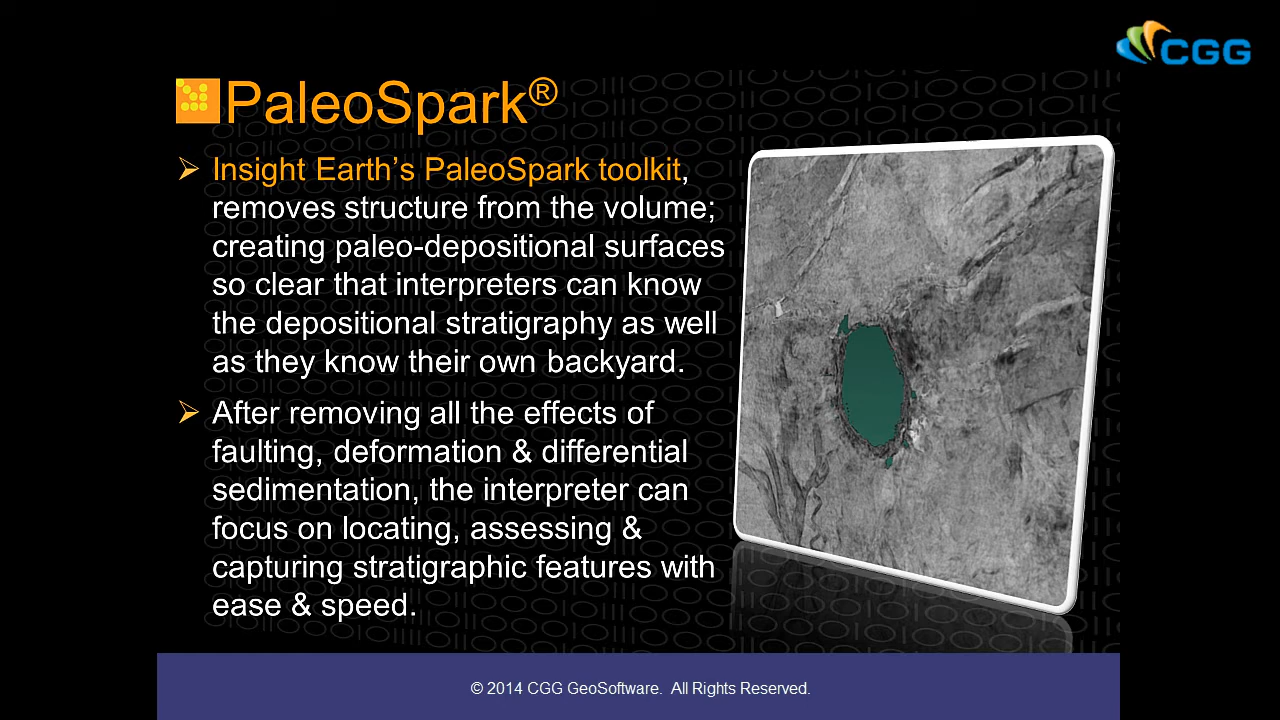 CGG
PaleoSpark®
➢ Insight Earth’s PaleoSpark toolkit,
removes structure from the volume;
creating paleo-depositional surfaces
so clear that interpreters can know
the depositional stratigraphy as well
as they know their own backyard.
➢ After removing all the effects of
faulting, deformation & differential
sedimentation, the interpreter can
focus on locating, assessing &
capturing stratigraphic features with
ease & speed.
© 2014 CGG GeoSoftware. All Rights Reserved.